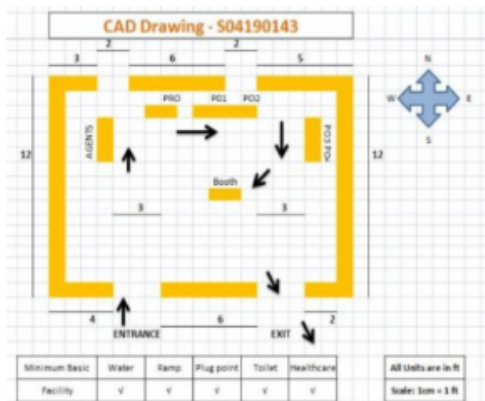 CAD Drawing - S04190143
2 2
3 6 5
N
PRO PO1 PO2
W E
AGENTS
PO3 PO4
S
12 12
Booth
3 3
4 6 2
ENTRANCE EXIT
Minimum Basic Water Ramp Plug point Toilet Healthcare All Units are in ft
Facility √ √ √ √ √ Scale: 1cm = 1 ft